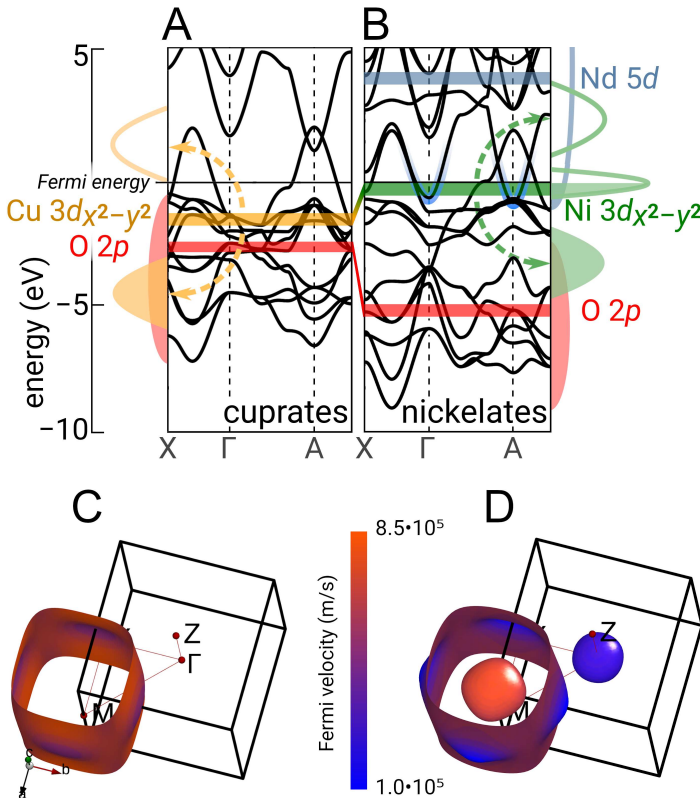 A
B
5
Nd 5d
Fermi energy
Cu 3dx²−y²
Ni 3dx²−y²
O 2p
−5
O 2p
energy (eV)
cuprates
nickelates
−10
X
Γ
A
X
Γ
A
C
D
8.5•10⁵
Z
Z
Γ
Fermi velocity (m/s)
M
M
c
b
a
1.0•10⁵